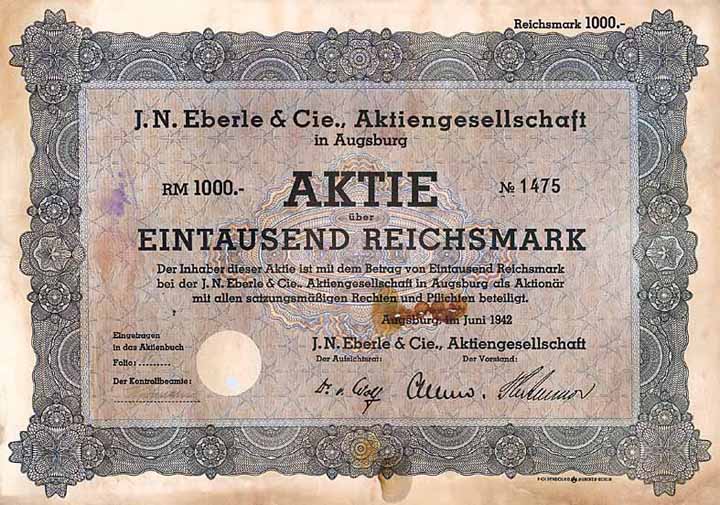 Reichsmark 1000.-
J. N. Eberle & Cie., Aktiengesellschaft
in Augsburg
RM 1000.- AKTIE № 1475
über
EINTAUSEND REICHSMARK
Der Inhaber dieser Aktie ist mit dem Betrag von Eintausend Reichsmark
bei der J. N. Eberle & Cie., Aktiengesellschaft in Augsburg als Aktionär
mit allen satzungsmäßigen Rechten und Pflichten beteiligt.
Augsburg, im Juni 1942
Eingetragen
in das Aktienbuch
Folio:
J. N. Eberle & Cie., Aktiengesellschaft
Der Aufsichtsrat: Der Vorstand:
Der Kontrollbeamte:
Dr. v. Wolf